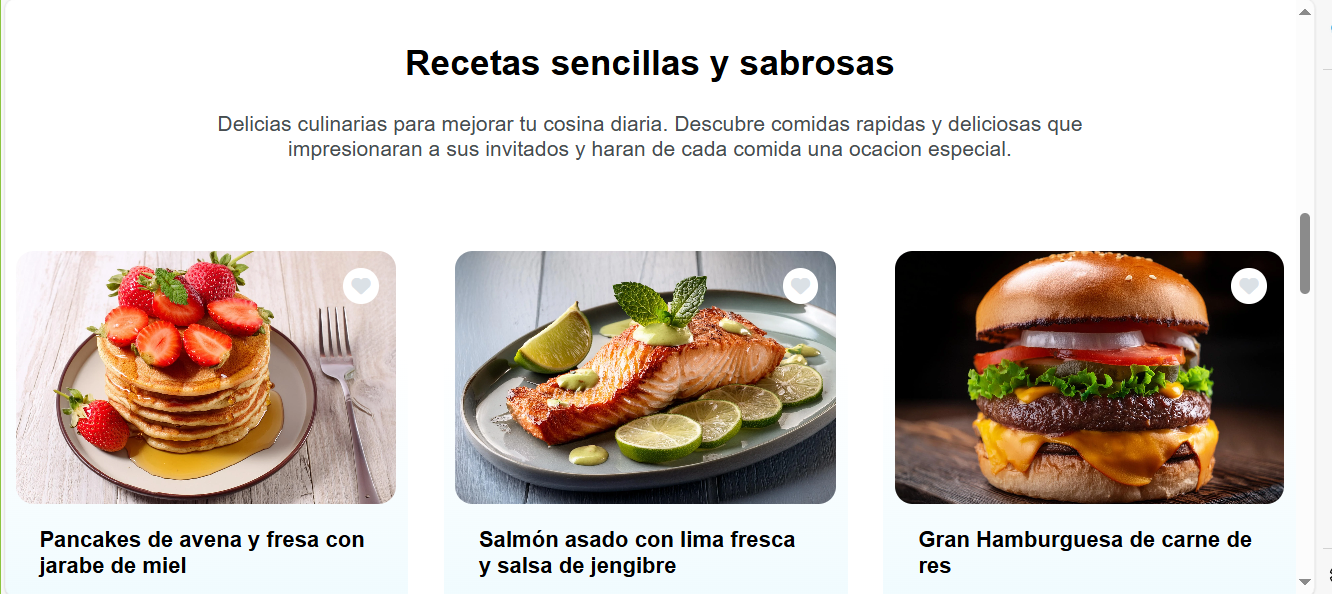 Recetas sencillas y sabrosas
Delicias culinarias para mejorar tu cosina diaria. Descubre comidas rapidas y deliciosas que
impresionaran a sus invitados y haran de cada comida una ocacion especial.
Pancakes de avena y fresa con
jarabe de miel
Salmón asado con lima fresca
y salsa de jengibre
Gran Hamburguesa de carne de
res